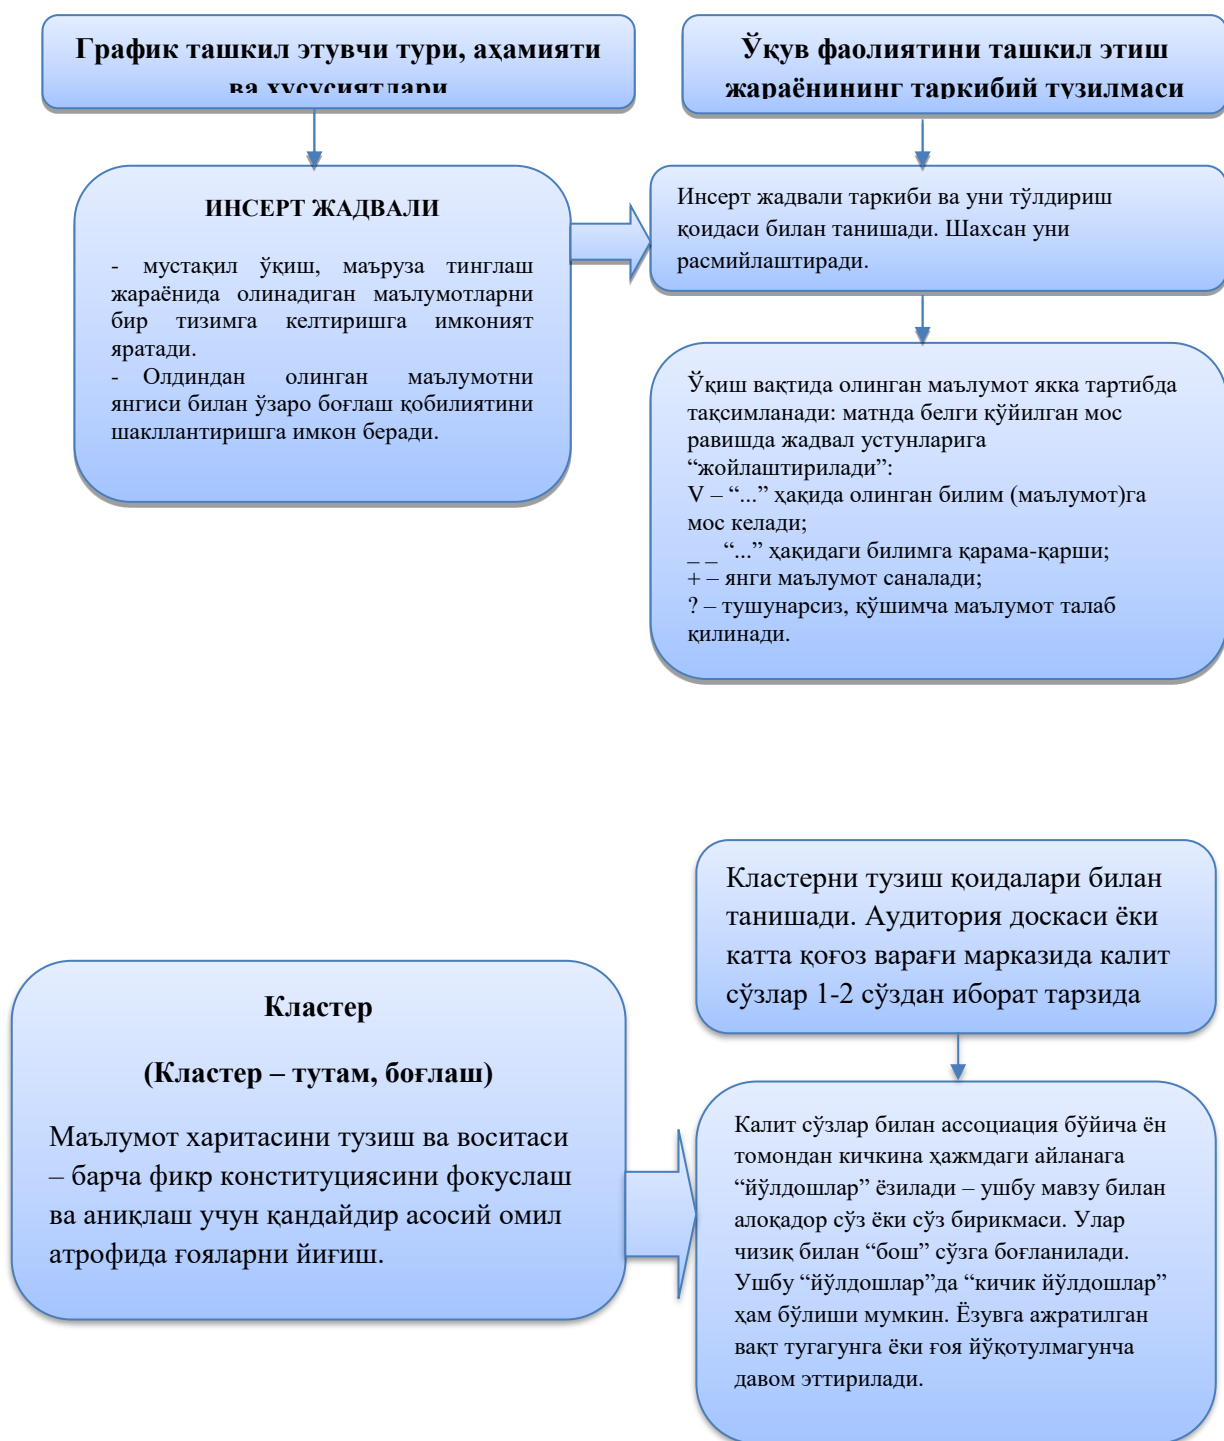 График ташкил этувчи тури, аҳамияти
ва хусусиятлари
Ўқув фаолиятини ташкил этиш
жараёнининг таркибий тузилмаси
ИНСЕРТ ЖАДВАЛИ
- мустақил ўқиш, маъруза тинглаш
жараёнида олинадиган маълумотларни
бир тизимга келтиришга имконият
яратади.
- Олдиндан олинган маълумотни
янгиси билан ўзаро боғлаш қобилиятини
шакллантиришга имкон беради.
Инсерт жадвали таркиби ва уни тўлдириш
қоидаси билан танишади. Шахсан уни
расмийлаштиради.
Ўқиш вақтида олинган маълумот якка тартибда
тақсимланади: матнда белги қўйилган мос
равишда жадвал устунларига
“жойлаштирилади”:
V – “...” ҳақида олинган билим (маълумот)га
мос келади;
_ _ “...” ҳақидаги билимга қарама-қарши;
+ – янги маълумот саналади;
? – тушунарсиз, қўшимча маълумот талаб
қилинади.
Кластерни тузиш қоидалари билан
танишади. Аудитория доскаси ёки
катта қоғоз варағи марказида калит
сўзлар 1-2 сўздан иборат тарзида
Кластер
(Кластер – тутам, боғлаш)
Маълумот харитасини тузиш ва воситаси
– барча фикр конституциясини фокуслаш
ва аниқлаш учун қандайдир асосий омил
атрофида ғояларни йиғиш.
Калит сўзлар билан ассоциация бўйича ён
томондан кичкина ҳажмдаги айланага
“йўлдошлар” ёзилади – ушбу мавзу билан
алоқадор сўз ёки сўз бирикмаси. Улар
чизиқ билан “бош” сўзга боғланилади.
Ушбу “йўлдошлар”да “кичик йўлдошлар”
ҳам бўлиши мумкин. Ёзувга ажратилган
вақт тугагунга ёки ғоя йўқотулмагунча
давом эттирилади.